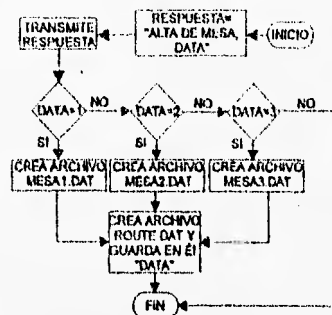 TRANSMITE
RESPUESTA
RESPUESTA=
"ALTA DE MESA,
DATA"
INICIO
DATA=1
NO
DATA=2
NO
DATA=3
NO
SI
SI
SI
CREA ARCHIVO
MESA1.DAT
CREA ARCHIVO
MESA2.DAT
CREA ARCHIVO
MESA3.DAT
CREA ARCHIVO
ROUTE DAT Y
GUARDA EN ÉL
"DATA"
FIN